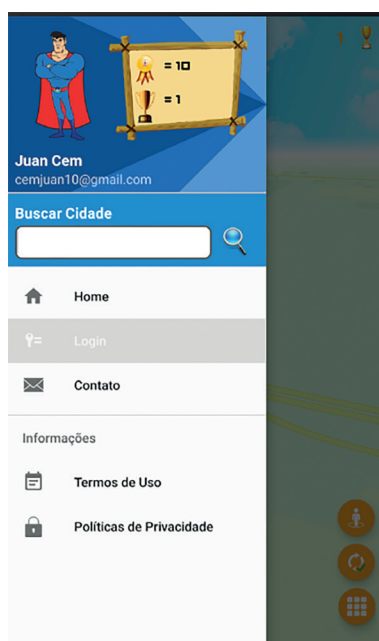 1
= 10
= 1
Juan Cem
cemjuan10@gmail.com
Buscar Cidade
Home
Login
Contato
Informações
Termos de Uso
Políticas de Privacidade